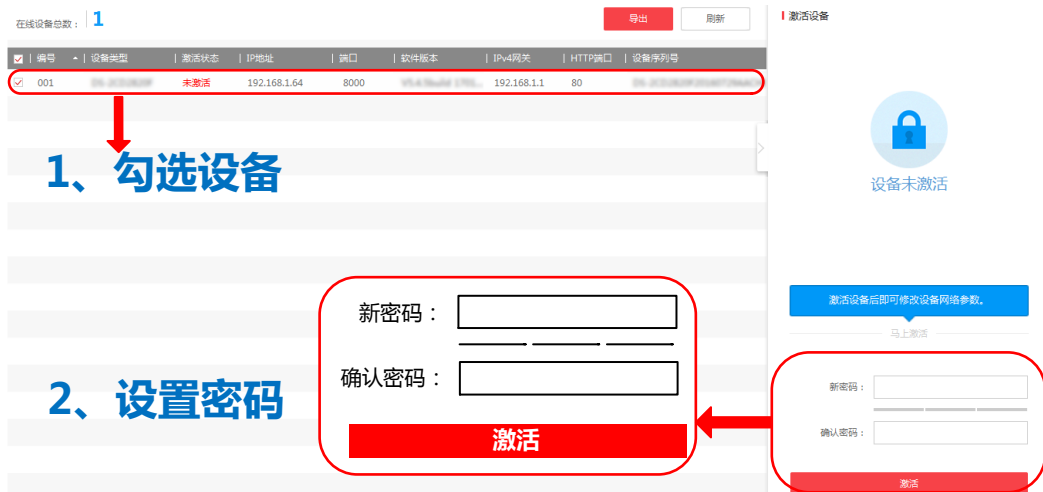 在线设备总数： 1
导出
刷新
激活设备
编号 | 设备类型 | 激活状态 | IP地址 | 端口 | 软件版本 | IPv4网关 | HTTP端口 | 设备序列号
001 未激活 192.168.1.64 8000 192.168.1.1 80
1、勾选设备
设备未激活
激活设备后即可修改设备网络参数。
马上激活
新密码：
确认密码：
激活
2、设置密码
新密码：
确认密码：
激活